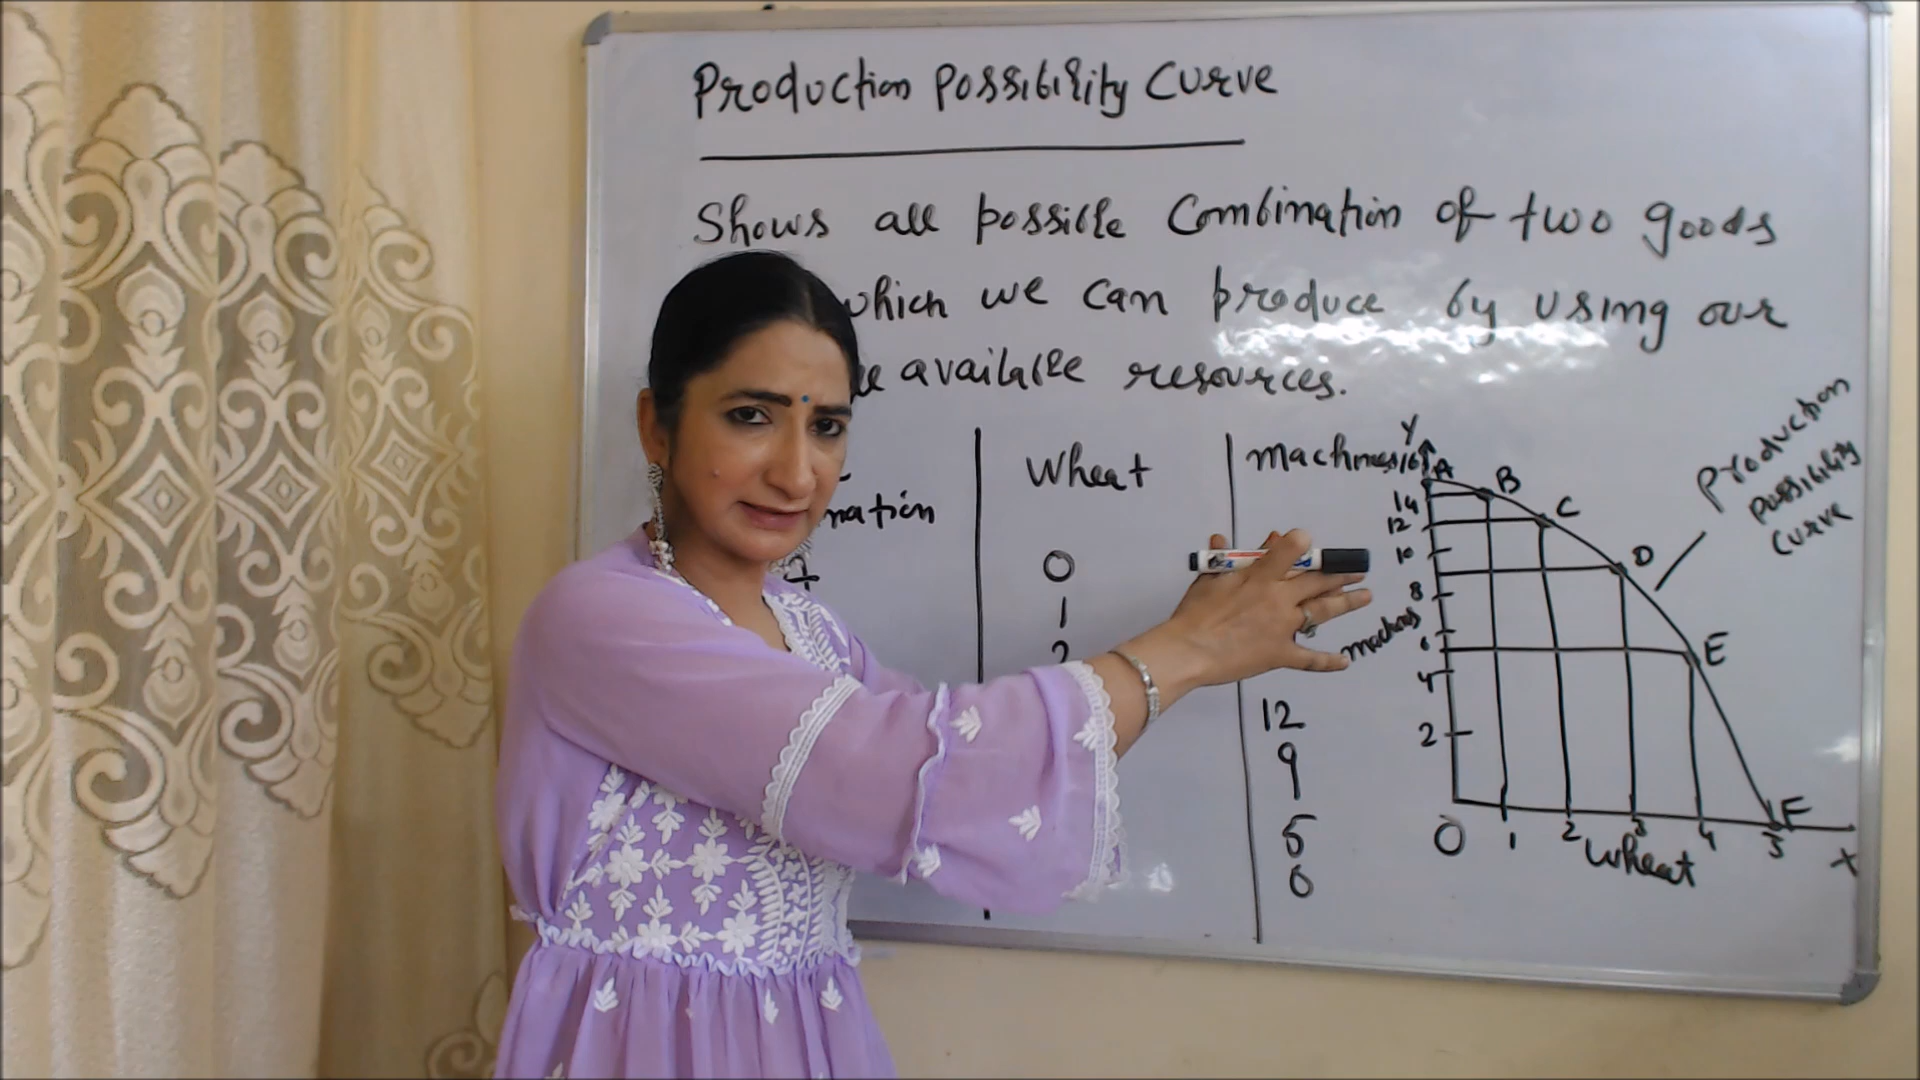 Production Possibility Curve
Shows all possible Combination of two goods
which we can produce by using our
available resources.
nation
Wheat
machines
0
1
2
12
9
5
0
Y
16
14
12
10
8
6
4
2
machines
A
B
C
D
E
F
O
1
2
3
4
5
X
Wheat
Production
Possibility
Curve